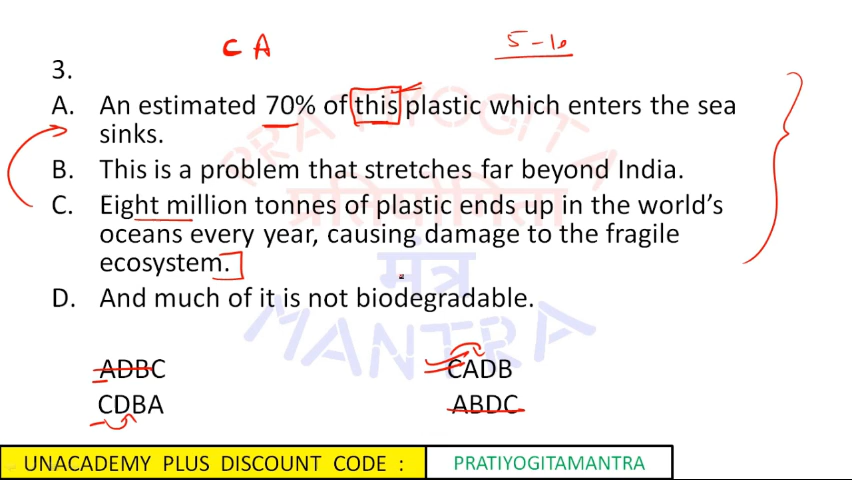 C A
5-10
3.
A. An estimated 70% of this plastic which enters the sea
sinks.
B. This is a problem that stretches far beyond India.
C. Eight million tonnes of plastic ends up in the world's
oceans every year, causing damage to the fragile
ecosystem.
D. And much of it is not biodegradable.
PRATIYOGITA
प्रतियोगिता
मंत्र
MANTRA
ADBC CADB
CDBA ABDC
UNACADEMY PLUS DISCOUNT CODE : PRATIYOGITAMANTRA